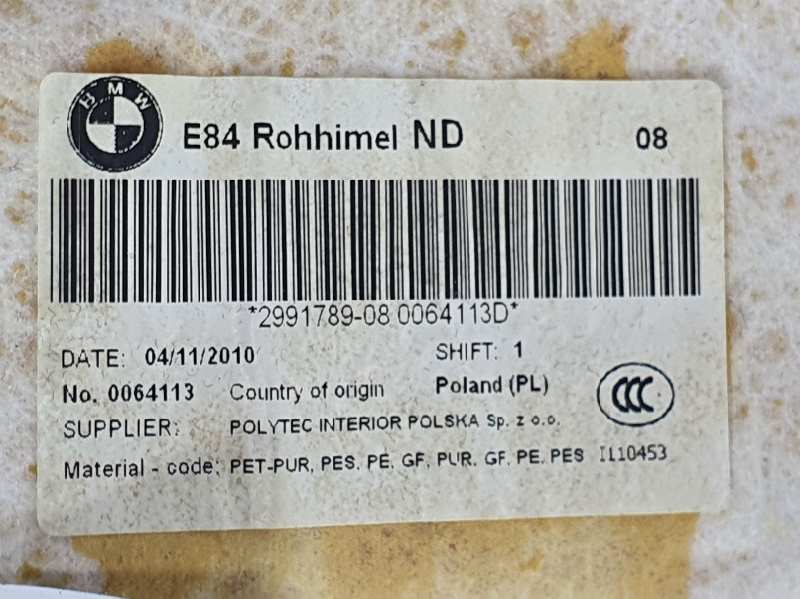 BMW
E84 Rohhimel ND 08
*2991789-08 0064113D*
DATE: 04/11/2010 SHIFT: 1
No. 0064113 Country of origin Poland (PL)
CCC
SUPPLIER: POLYTEC INTERIOR POLSKA Sp. z o.o.
Material - code: PET-PUR, PES, PE, GF, PUR, GF, PE, PES I110453